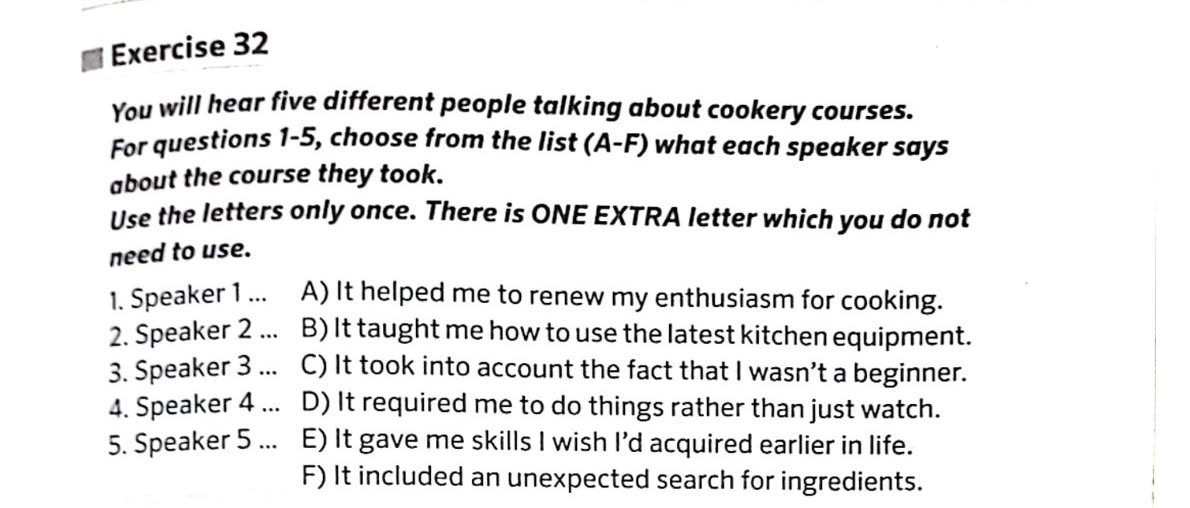 Exercise 32
You will hear five different people talking about cookery courses.
For questions 1-5, choose from the list (A-F) what each speaker says
about the course they took.
Use the letters only once. There is ONE EXTRA letter which you do not
need to use.
1. Speaker 1 ... A) It helped me to renew my enthusiasm for cooking.
2. Speaker 2 ... B) It taught me how to use the latest kitchen equipment.
3. Speaker 3 ... C) It took into account the fact that I wasn't a beginner.
4. Speaker 4 ... D) It required me to do things rather than just watch.
5. Speaker 5 ... E) It gave me skills I wish I'd acquired earlier in life.
F) It included an unexpected search for ingredients.